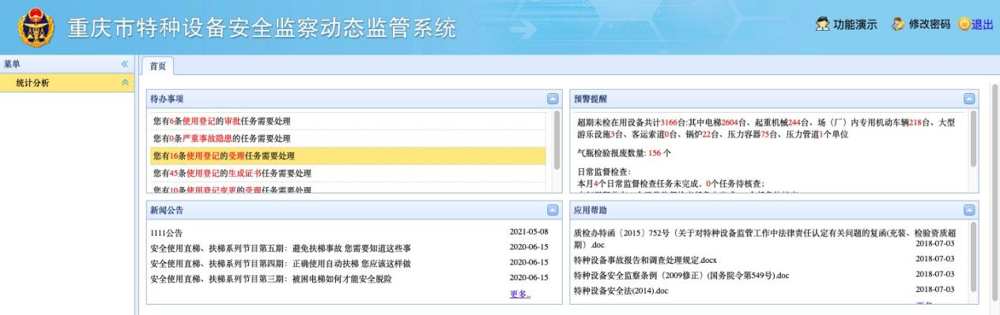 重庆市特种设备安全监察动态监管系统
功能演示 修改密码 退出
菜单
统计分析
首页
待办事项
您有6条使用登记的审批任务需要处理
您有0条严重事故隐患的任务需要处理
您有16条使用登记的受理任务需要处理
您有45条使用登记的生成证书任务需要处理
您有10条使用登记变更的受理任务需要处理
预警提醒
超期未检在用设备共计3166台:其中电梯2604台、起重机械244台、场（厂）内专用机动车辆218台、大型
游乐设施3台、客运索道0台、锅炉22台、压力容器75台、压力管道1个单位
气瓶检验报废数量: 156 个
日常监督检查：
本月4个日常监督检查任务未完成，0个任务待核查；
新闻公告
1111公告 2021-05-08
安全使用直梯、扶梯系列节目第五期：避免扶梯事故 您需要知道这些事 2020-06-15
安全使用直梯、扶梯系列节目第四期：正确使用自动扶梯 您应该这样做 2020-06-15
安全使用直梯、扶梯系列节目第三期：被困电梯如何才能安全脱险 2020-06-15
更多..
应用帮助
质检办特函〔2015〕752号（关于对特种设备监管工作中法律责任认定有关问题的复函(充装、检验资质超
期）.doc 2018-07-03
特种设备事故报告和调查处理规定.docx 2018-07-03
特种设备安全监察条例（2009修正）(国务院令第549号).doc 2018-07-03
特种设备安全法(2014).doc 2018-07-03